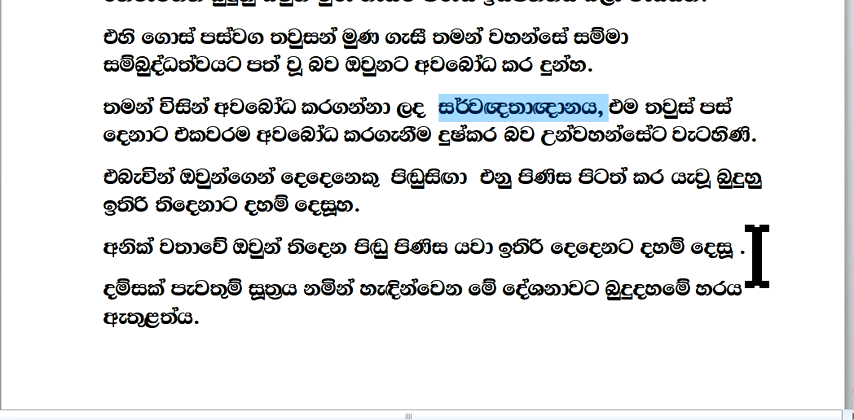 එහි ගොස් පස්වග තවුසන් මුණ ගැසී තමන් වහන්සේ සම්මා
සම්බුද්ධත්වයට පත් වූ බව ඔවුනට අවබෝධ කර දුන්හ.
තමන් විසින් අවබෝධ කරගන්නා ලද සර්වඥතාඥානය, එම තවුස් පස්
දෙනාට එකවරම අවබෝධ කරගැනීම දුෂ්කර බව උන්වහන්සේට වැටහිණි.
එබැවින් ඔවුන්ගෙන් දෙදෙනෙකු පිඬුසිඟා එනු පිණිස පිටත් කර යැවූ බුදුහු
ඉතිරි තිදෙනාට දහම් දෙසූහ.
අනික් වතාවේ ඔවුන් තිදෙන පිඬු පිණිස යවා ඉතිරි දෙදෙනට දහම් දෙසූ .
දම්සක් පැවතුම් සූත්‍රය නමින් හැඳින්වෙන මේ දේශනාවට බුදුදහමේ හරය
ඇතුළත්ය.